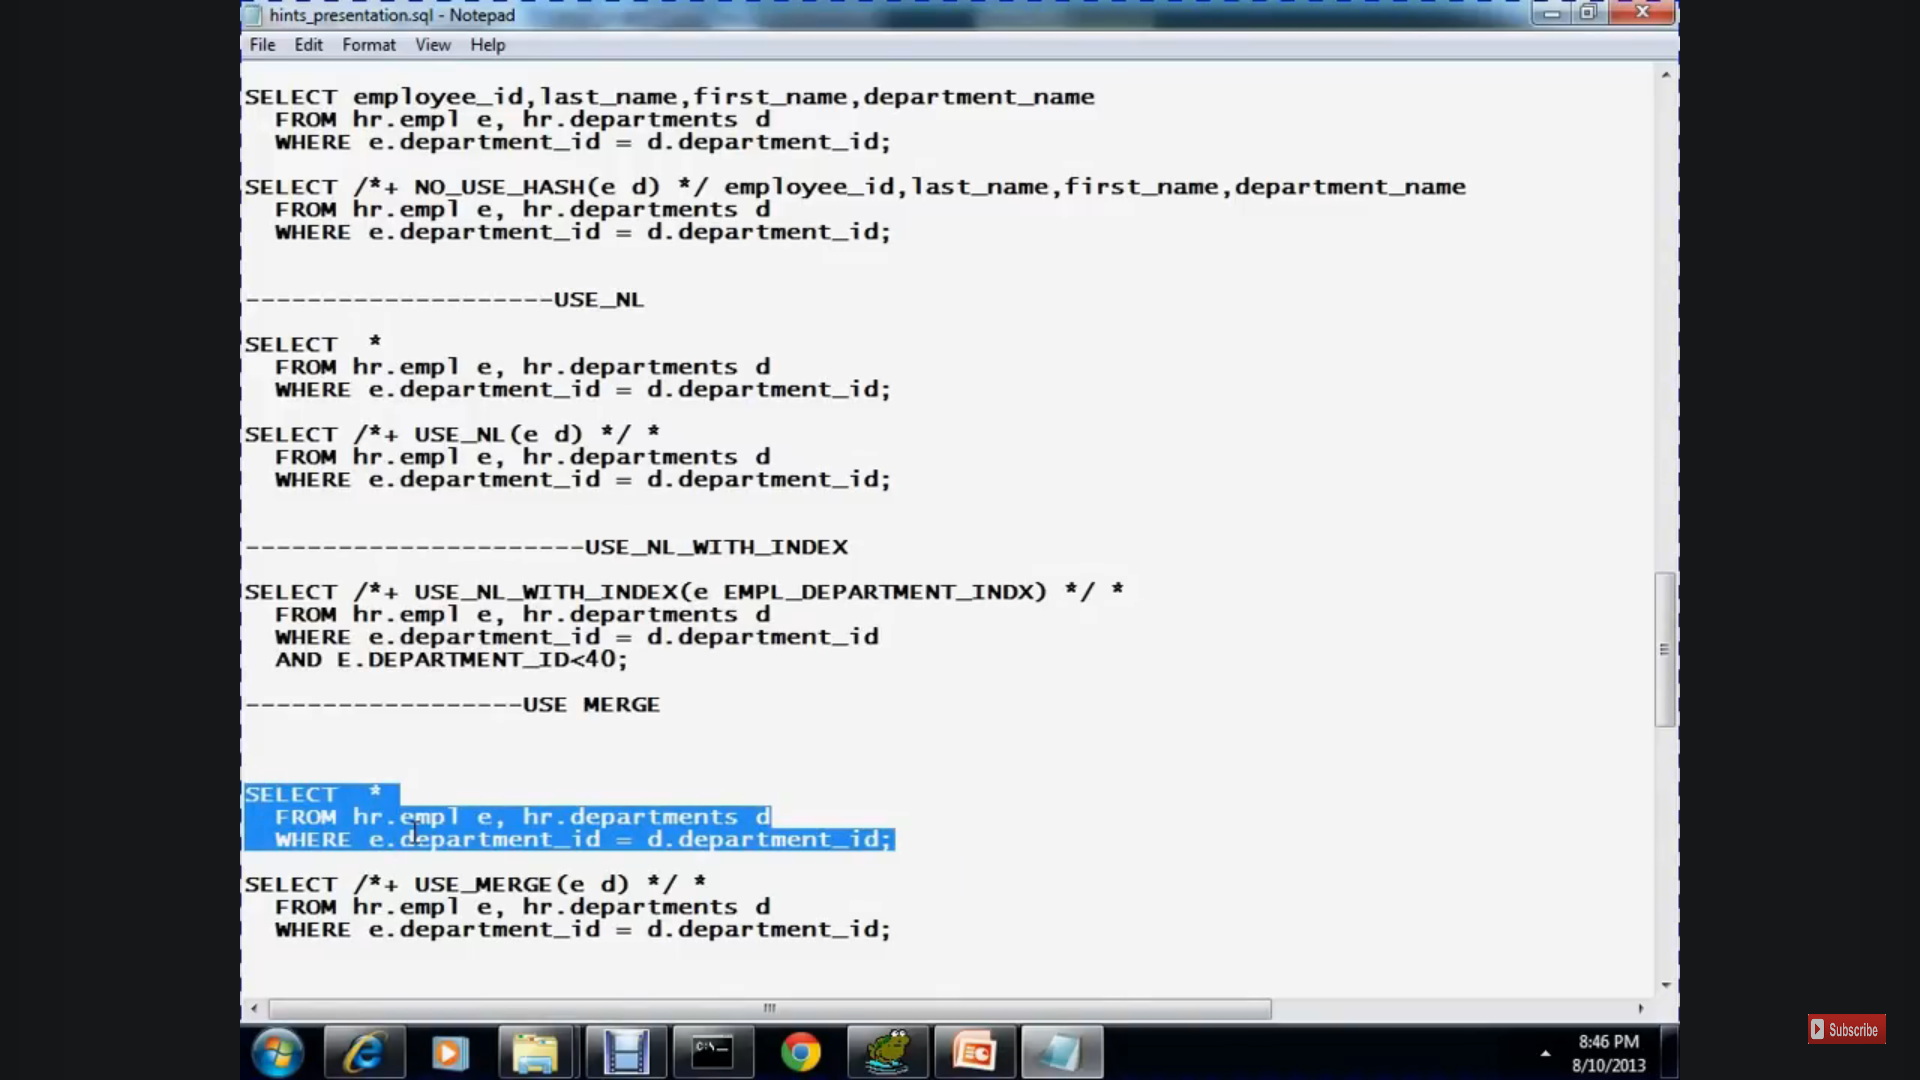 hints_presentation.sql - Notepad
File Edit Format View Help
SELECT employee_id,last_name,first_name,department_name
FROM hr.empl e, hr.departments d
WHERE e.department_id = d.department_id;
SELECT /*+ NO_USE_HASH(e d) */ employee_id,last_name,first_name,department_name
FROM hr.empl e, hr.departments d
WHERE e.department_id = d.department_id;
--------------------USE_NL
SELECT  *
FROM hr.empl e, hr.departments d
WHERE e.department_id = d.department_id;
SELECT /*+ USE_NL(e d) */ *
FROM hr.empl e, hr.departments d
WHERE e.department_id = d.department_id;
----------------------USE_NL_WITH_INDEX
SELECT /*+ USE_NL_WITH_INDEX(e EMPL_DEPARTMENT_INDX) */ *
FROM hr.empl e, hr.departments d
WHERE e.department_id = d.department_id
AND E.DEPARTMENT_ID<40;
------------------USE MERGE
SELECT  *
FROM hr.empl e, hr.departments d
WHERE e.department_id = d.department_id;
SELECT /*+ USE_MERGE(e d) */ *
FROM hr.empl e, hr.departments d
WHERE e.department_id = d.department_id;
C:\
8:46 PM
8/10/2013
Subscribe